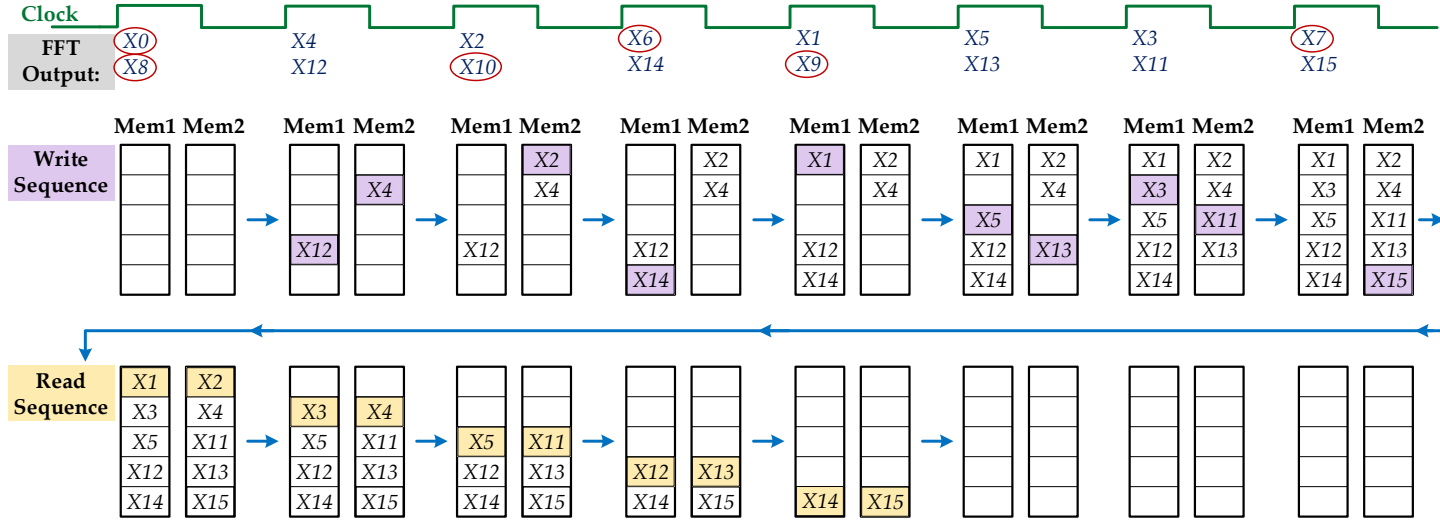 Clock
FFT Output:
X0 X4 X2 X6 X1 X5 X3 X7
X8 X12 X10 X14 X9 X13 X11 X15
Mem1 Mem2 Mem1 Mem2 Mem1 Mem2 Mem1 Mem2 Mem1 Mem2 Mem1 Mem2 Mem1 Mem2 Mem1 Mem2
Write Sequence
X2 X2 X1 X2 X1 X2 X1 X2 X1 X2
X4 X4 X4 X4 X4 X3 X4 X3 X4
X5 X5 X11 X5 X11
X12 X12 X12 X12 X12 X13 X12 X13 X12 X13
X14 X14 X14 X14 X14 X15
Read Sequence
X1 X2
X3 X4 X3 X4
X5 X11 X5 X11 X5 X11
X12 X13 X12 X13 X12 X13 X12 X13
X14 X15 X14 X15 X14 X15 X14 X15 X14 X15